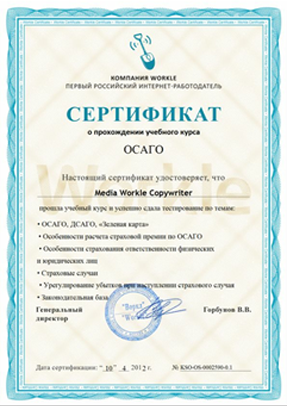 КОМПАНИЯ WORKLE
ПЕРВЫЙ РОССИЙСКИЙ ИНТЕРНЕТ-РАБОТОДАТЕЛЬ
СЕРТИФИКАТ
о прохождении учебного курса
ОСАГО
Workle
Настоящий сертификат удостоверяет, что
Media Workle Copywriter
прошла учебный курс и успешно сдала тестирование по темам:
• ОСАГО, ДСАГО, «Зеленая карта»
• Особенности расчета страховой премии по ОСАГО
• Особенности страхования ответственности физических
и юридических лиц
• Страховые случаи
• Урегулирование убытков при наступлении страхового случая
• Законодательная база
Генеральный
директор
Горбунов В.В.
Дата создания: " 10 " 4 2012 г.
№ KSO-OS-0002590-0.1